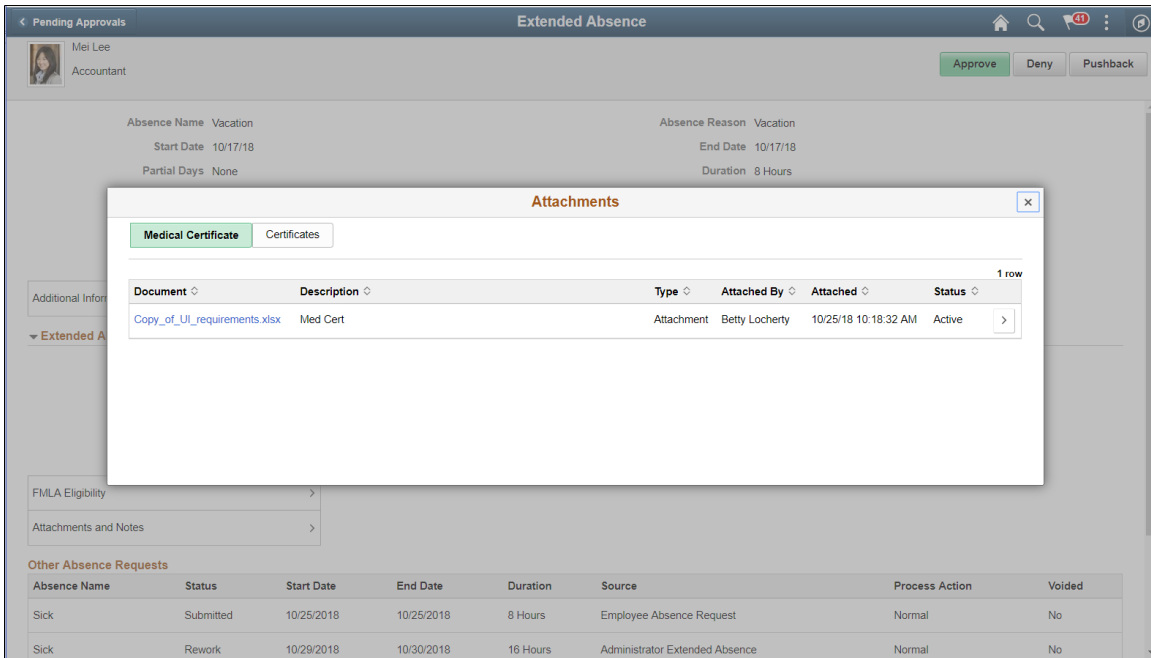 Pending Approvals Extended Absence 41
Mei Lee
Accountant
Approve Deny Pushback
Absence Name Vacation Absence Reason Vacation
Start Date 10/17/18 End Date 10/17/18
Partial Days None Duration 8 Hours
Attachments
Medical Certificate Certificates
1 row
Document Description Type Attached By Attached Status
Copy_of_UI_requirements.xlsx Med Cert Attachment Betty Locherty 10/25/18 10:18:32 AM Active
Additional Inforr
Extended A
FMLA Eligibility
Attachments and Notes
Other Absence Requests
Absence Name Status Start Date End Date Duration Source Process Action Voided
Sick Submitted 10/25/2018 10/25/2018 8 Hours Employee Absence Request Normal No
Sick Rework 10/29/2018 10/30/2018 16 Hours Administrator Extended Absence Normal No